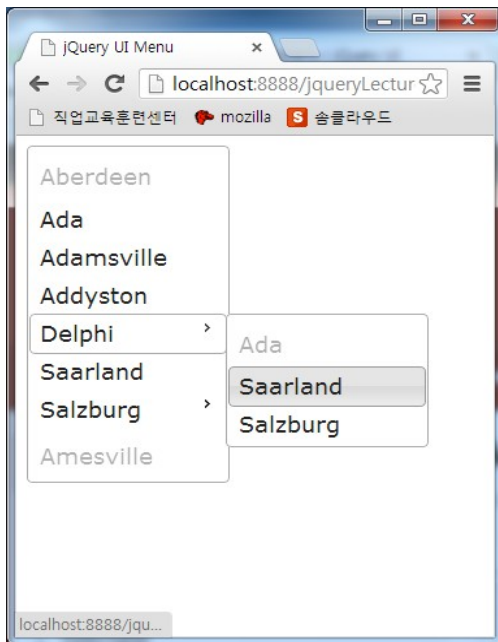 jQuery UI Menu
localhost:8888/jqueryLectur
직업교육훈련센터 mozilla S 솜클라우드
Aberdeen
Ada
Adamsville
Addyston
Delphi
Saarland
Salzburg
Amesville
Ada
Saarland
Salzburg
localhost:8888/jqu...